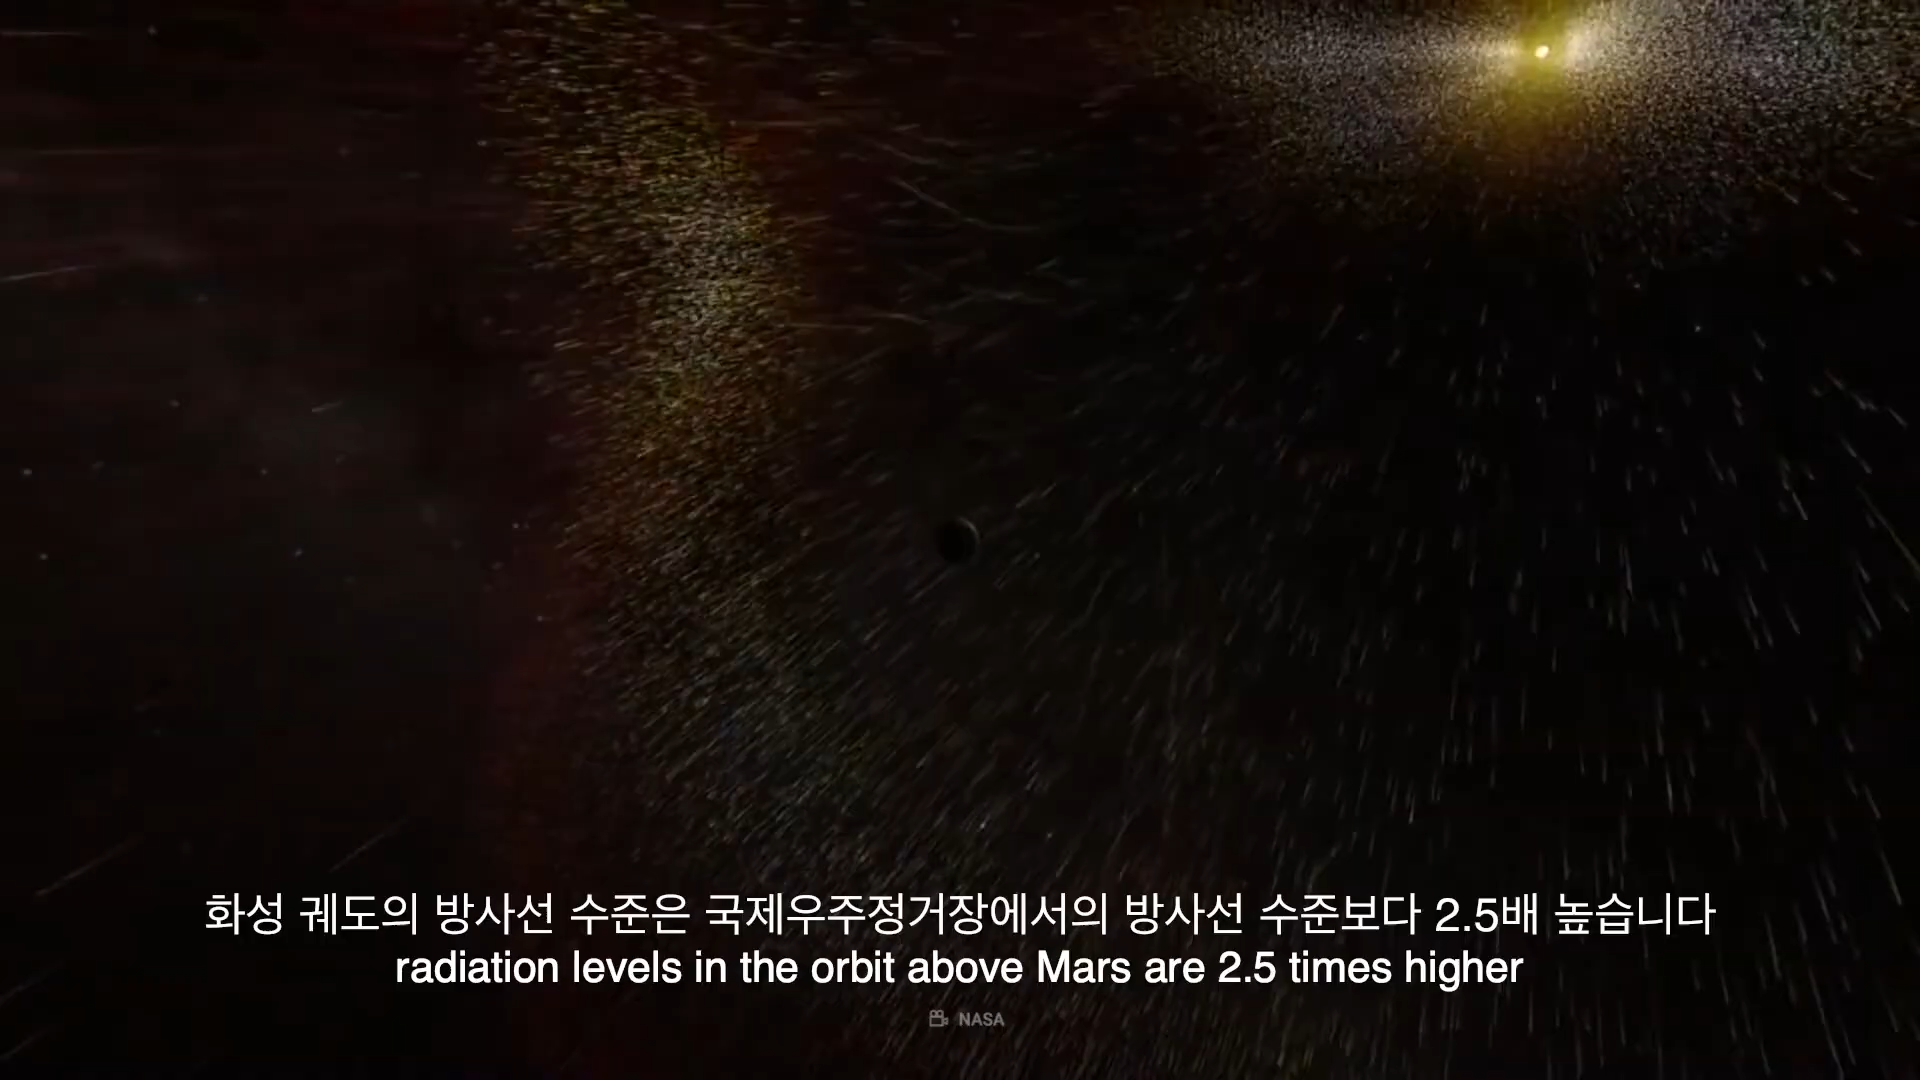 화성 궤도의 방사선 수준은 국제우주정거장에서의 방사선 수준보다 2.5배 높습니다
radiation levels in the orbit above Mars are 2.5 times higher
NASA